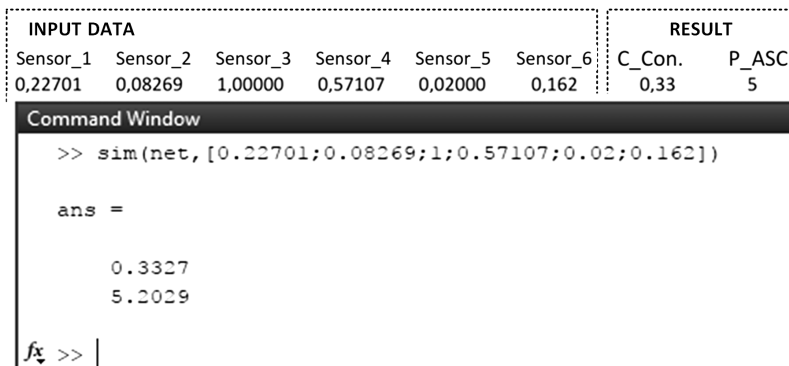 INPUT DATA RESULT
Sensor_1 Sensor_2 Sensor_3 Sensor_4 Sensor_5 Sensor_6 C_Con. P_ASC
0,22701 0,08269 1,00000 0,57107 0,02000 0,162 0,33 5
Command Window
>> sim(net,[0.22701;0.08269;1;0.57107;0.02;0.162])
ans =
0.3327
5.2029
fx >>